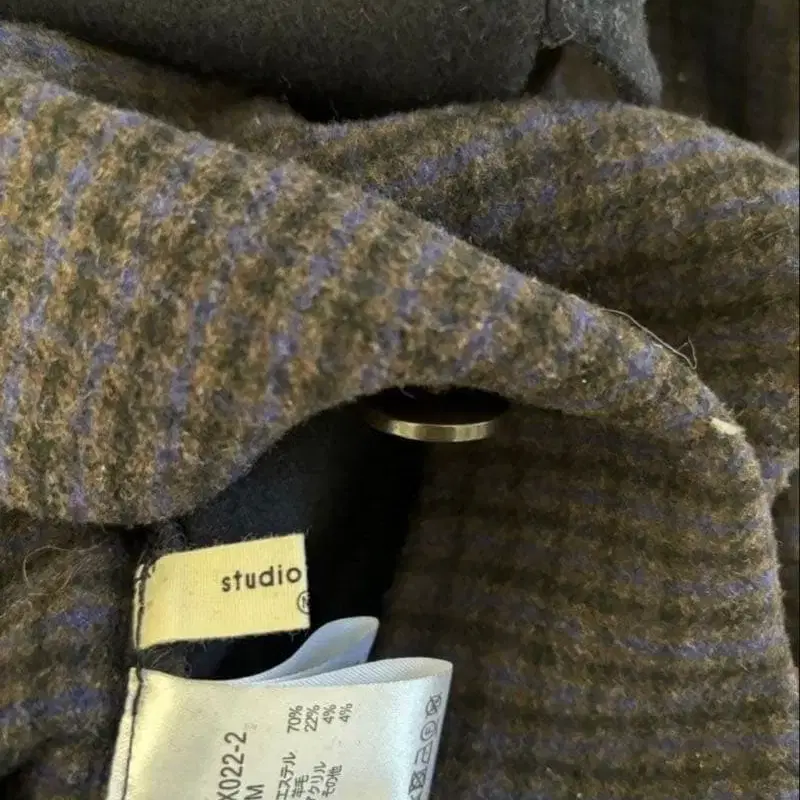 studio
®
X022-2
M
エステル 70%
羊毛 22%
アクリル 4%
その他 4%